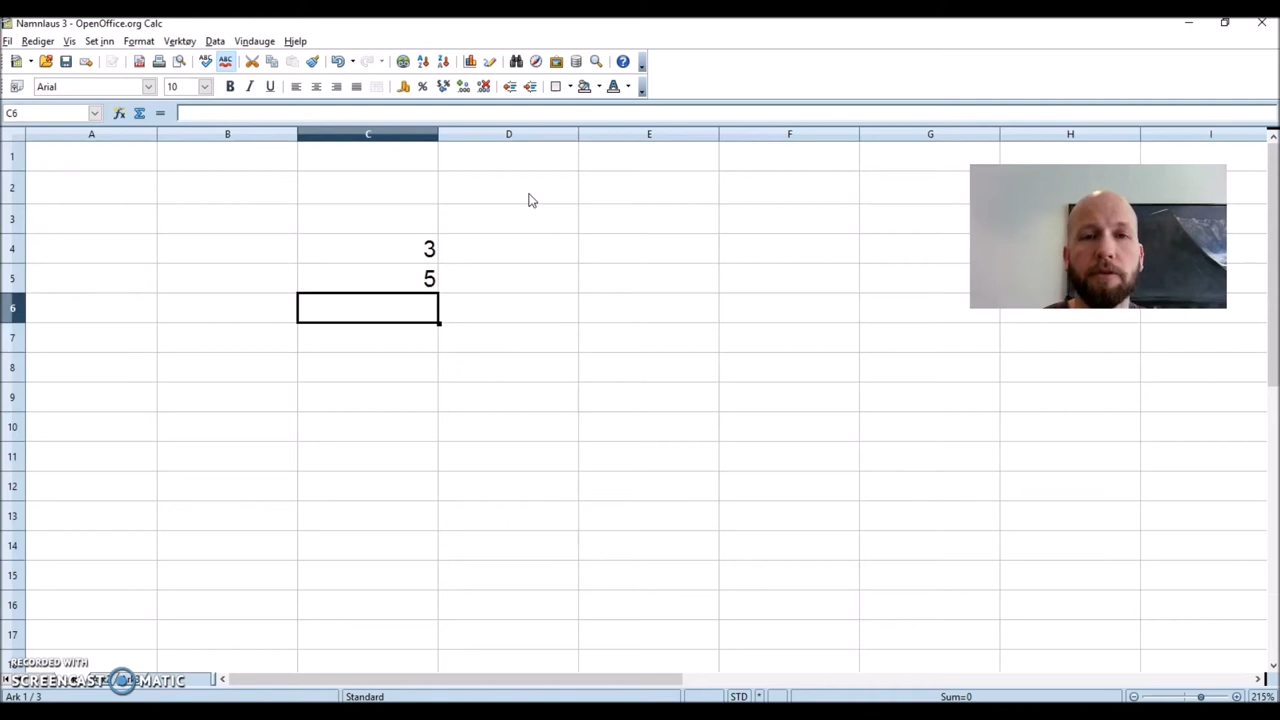 Namnlaus 3 - OpenOffice.org Calc
Fil Rediger Vis Set inn Format Verktøy Data Vindauge Hjelp
Arial 10
C6
A B C D E F G H I
1
2
3
4 3
5 5
6
7
8
9
10
11
12
13
14
15
16
17
18
RECORDED WITH
SCREENCAST MATIC
Ark 1 / 3 Standard STD * Sum=0 215%